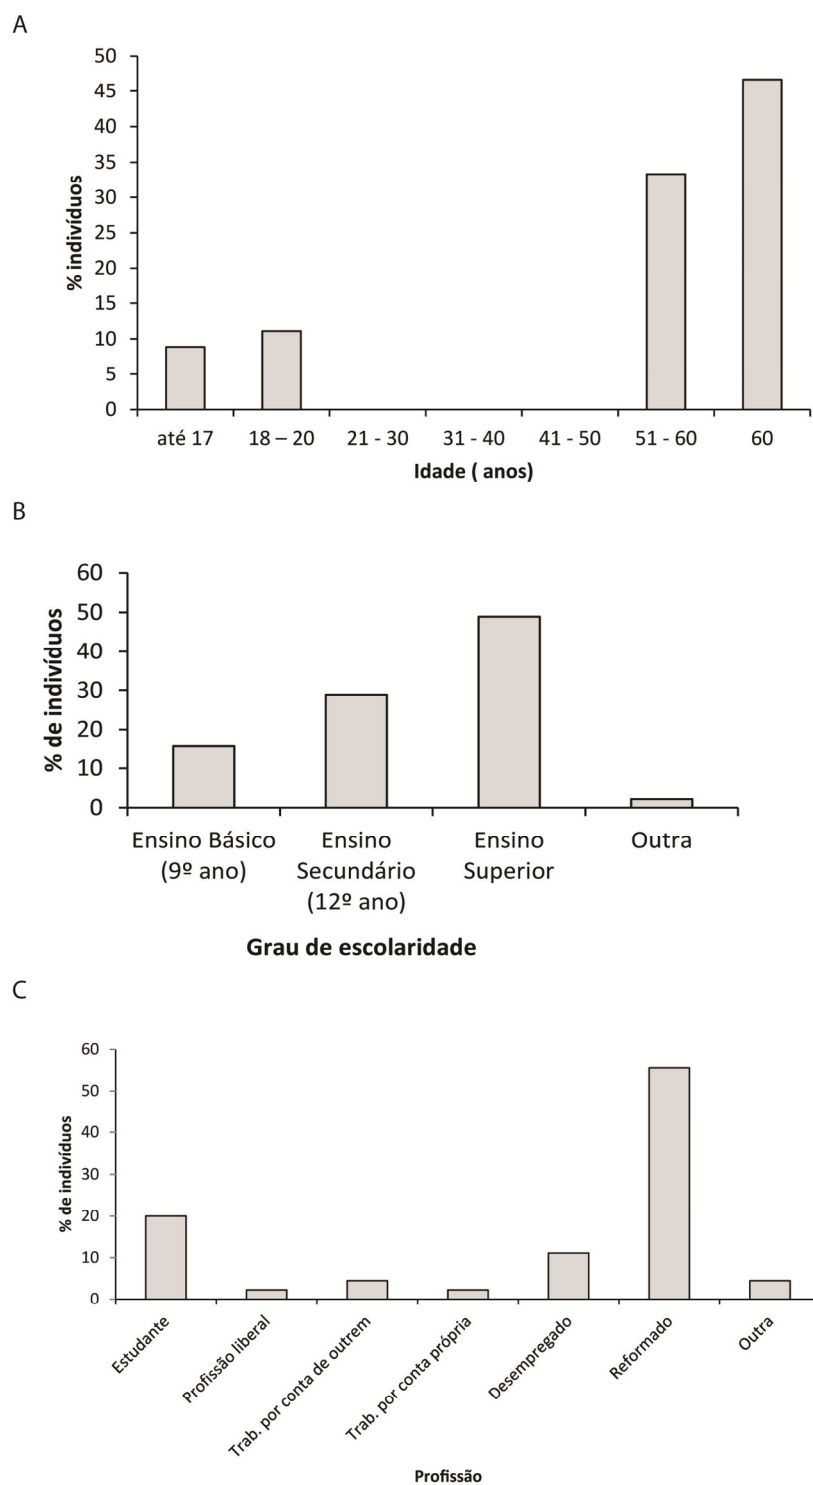 A
50
45
40
35
30
25
20
15
10
5
0
% indivíduos
até 17 18 – 20 21 - 30 31 - 40 41 - 50 51 - 60 60
Idade ( anos)
B
60
50
40
30
20
10
0
% de indivíduos
Ensino Básico
(9º ano)
Ensino
Secundário
(12º ano)
Ensino
Superior
Outra
Grau de escolaridade
C
60
50
40
30
20
10
0
% de indivíduos
Estudante
Profissão liberal
Trab. por conta de outrem
Trab. por conta própria
Desempregado
Reformado
Outra
Profissão